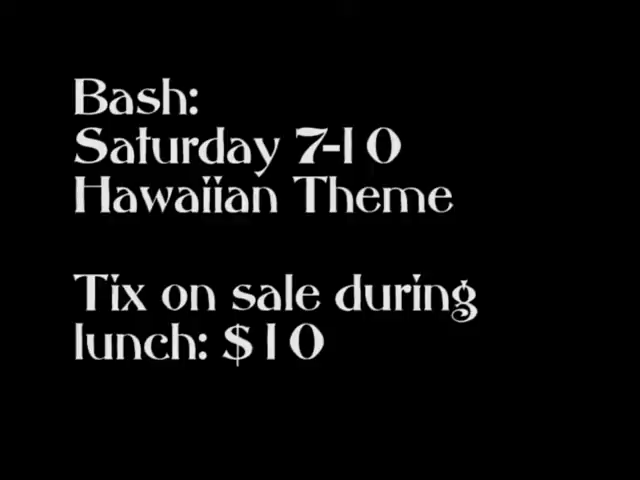 Bash:
Saturday 7-10
Hawaiian Theme
Tix on sale during
lunch: $10